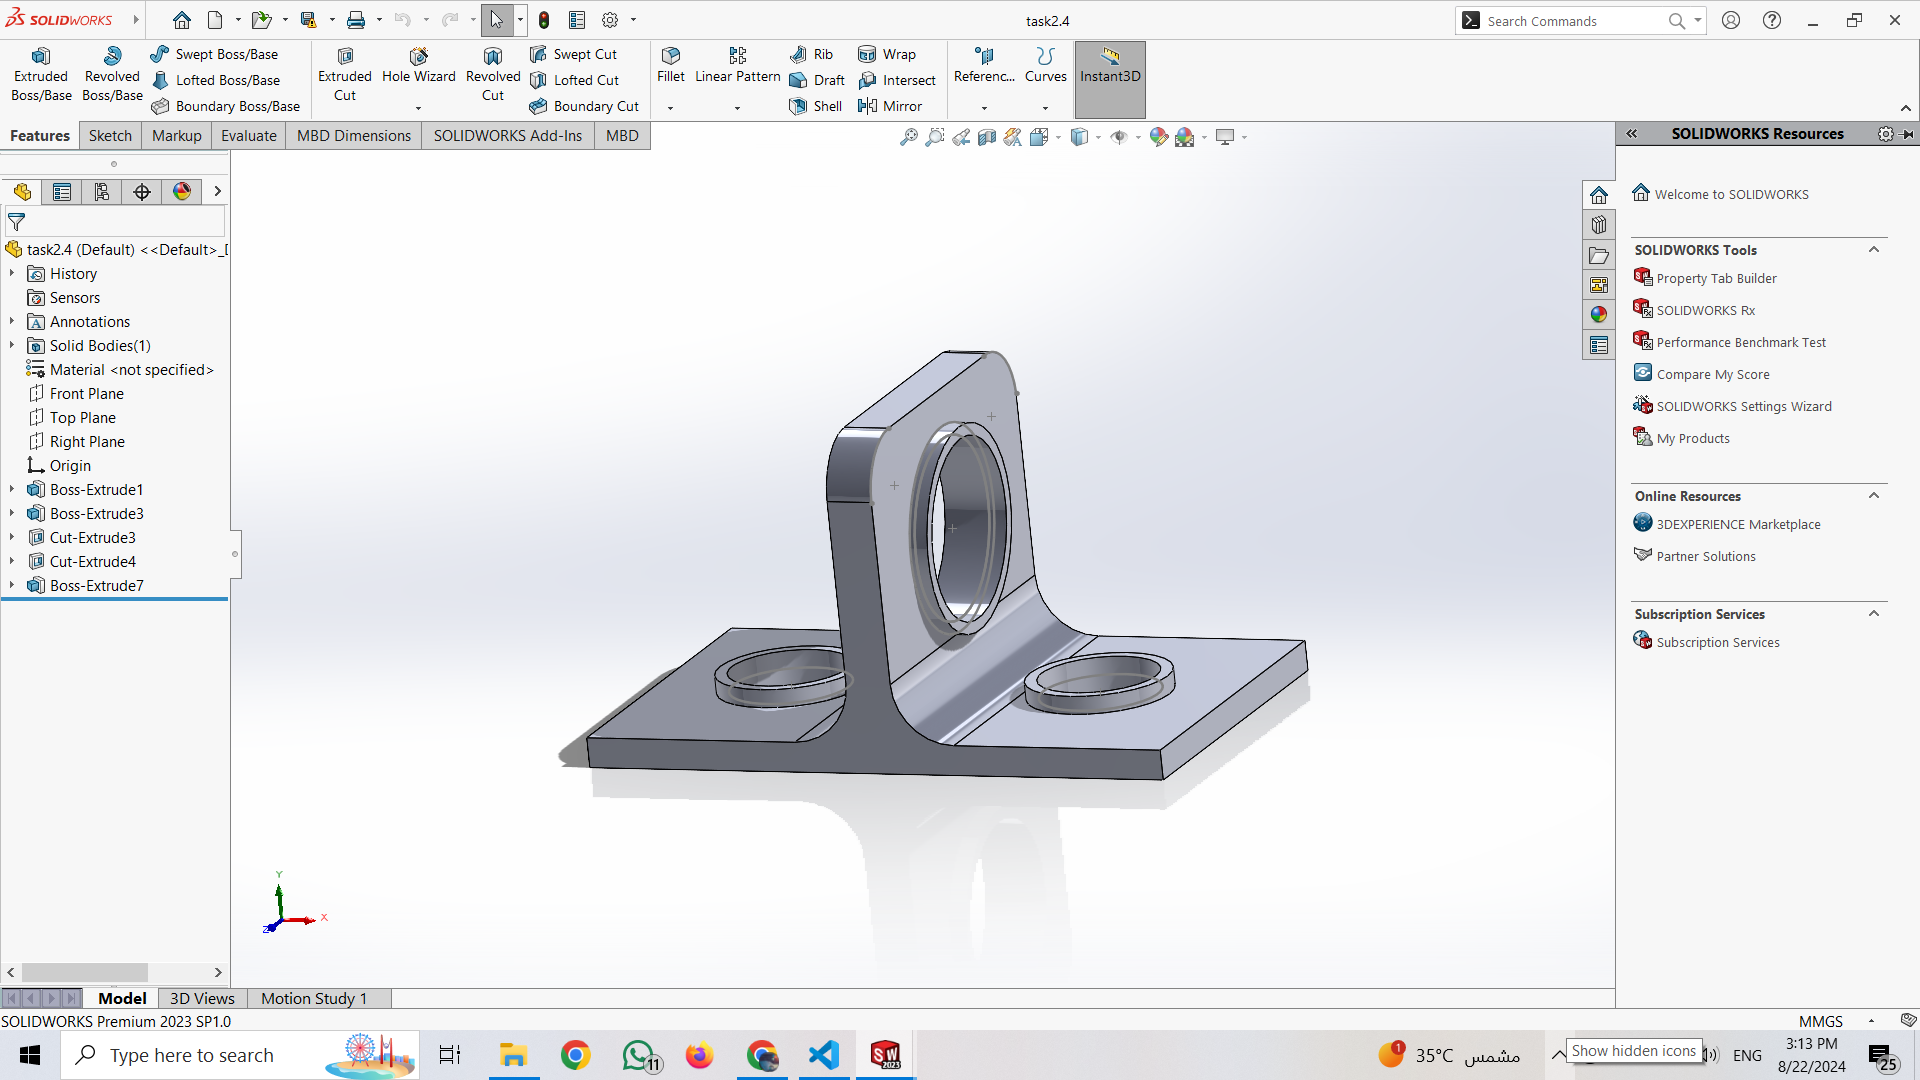 SOLIDWORKS
task2.4
Search Commands
Extruded Boss/Base
Revolved Boss/Base
Swept Boss/Base
Lofted Boss/Base
Boundary Boss/Base
Extruded Cut
Hole Wizard
Revolved Cut
Swept Cut
Lofted Cut
Boundary Cut
Fillet
Linear Pattern
Rib
Draft
Shell
Wrap
Intersect
Mirror
Referenc...
Curves
Instant3D
Features
Sketch
Markup
Evaluate
MBD Dimensions
SOLIDWORKS Add-Ins
MBD
task2.4 (Default) <<Default>_D
History
Sensors
Annotations
Solid Bodies(1)
Material <not specified>
Front Plane
Top Plane
Right Plane
Origin
Boss-Extrude1
Boss-Extrude3
Cut-Extrude3
Cut-Extrude4
Boss-Extrude7
Y
X
Z
SOLIDWORKS Resources
Welcome to SOLIDWORKS
SOLIDWORKS Tools
Property Tab Builder
SOLIDWORKS Rx
Performance Benchmark Test
Compare My Score
SOLIDWORKS Settings Wizard
My Products
Online Resources
3DEXPERIENCE Marketplace
Partner Solutions
Subscription Services
Subscription Services
Model
3D Views
Motion Study 1
SOLIDWORKS Premium 2023 SP1.0
MMGS
Type here to search
11
SW
2023
1
35°C مشمس
Show hidden icons
ENG
3:13 PM
8/22/2024
25